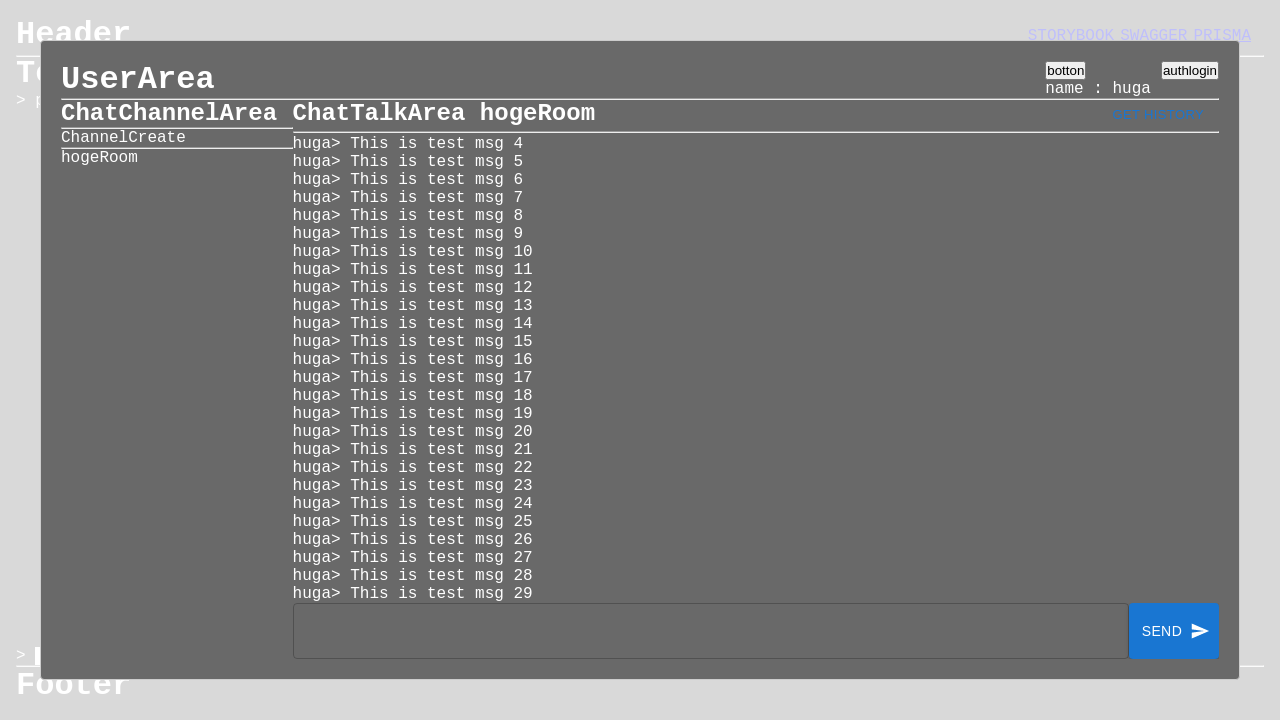 Header
STORYBOOK SWAGGER PRISMA
UserArea
botton
authlogin
name : huga
ChatChannelArea
ChannelCreate
hogeRoom
ChatTalkArea hogeRoom
GET HISTORY
huga> This is test msg 4
huga> This is test msg 5
huga> This is test msg 6
huga> This is test msg 7
huga> This is test msg 8
huga> This is test msg 9
huga> This is test msg 10
huga> This is test msg 11
huga> This is test msg 12
huga> This is test msg 13
huga> This is test msg 14
huga> This is test msg 15
huga> This is test msg 16
huga> This is test msg 17
huga> This is test msg 18
huga> This is test msg 19
huga> This is test msg 20
huga> This is test msg 21
huga> This is test msg 22
huga> This is test msg 23
huga> This is test msg 24
huga> This is test msg 25
huga> This is test msg 26
huga> This is test msg 27
huga> This is test msg 28
huga> This is test msg 29
SEND
>
Footer